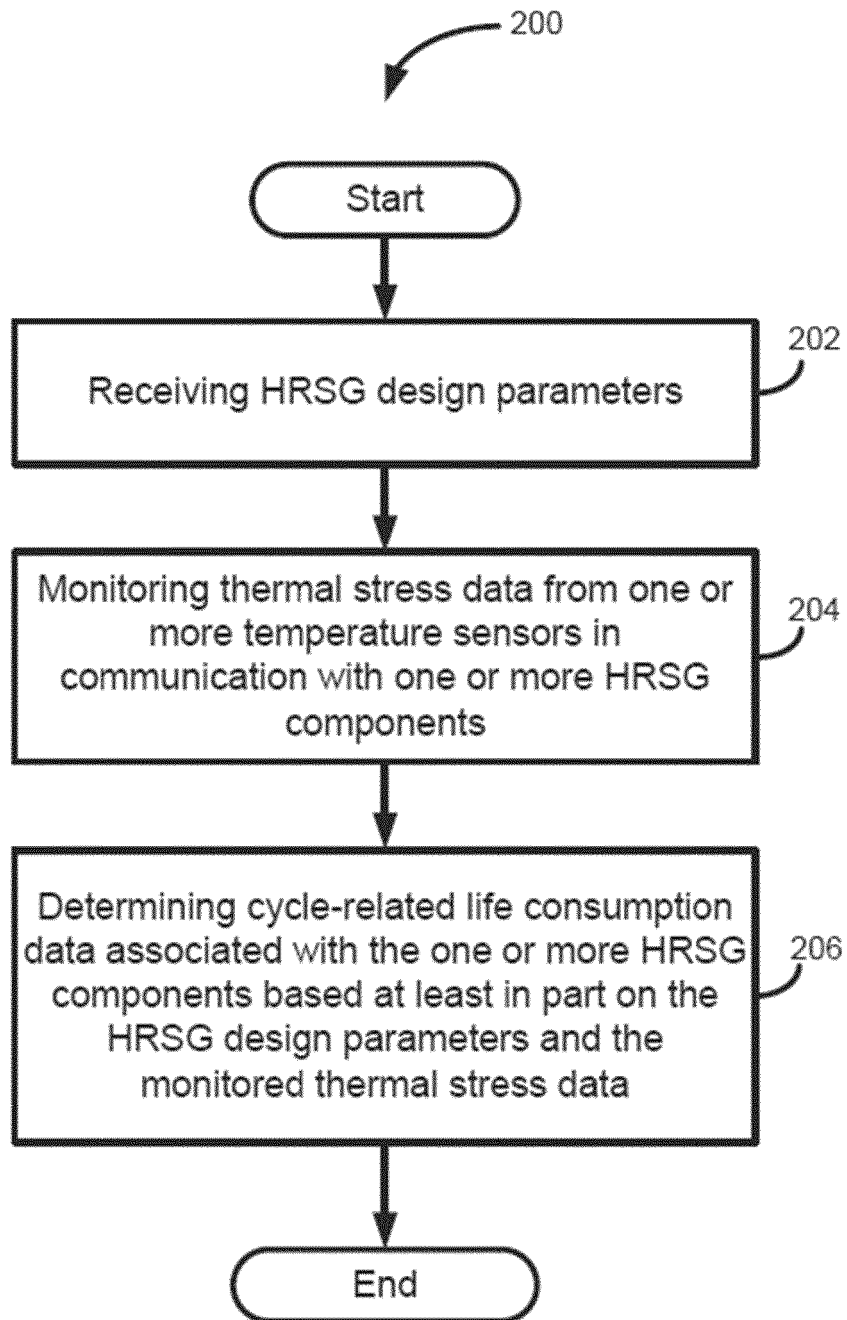 200
Start
Receiving HRSG design parameters
202
Monitoring thermal stress data from one or
more temperature sensors in
communication with one or more HRSG
components
204
Determining cycle-related life consumption
data associated with the one or more HRSG
components based at least in part on the
HRSG design parameters and the
monitored thermal stress data
206
End